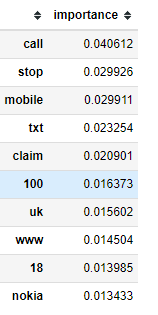 importance
call 0.040612
stop 0.029926
mobile 0.029911
txt 0.023254
claim 0.020901
100 0.016373
uk 0.015602
www 0.014504
18 0.013985
nokia 0.013433